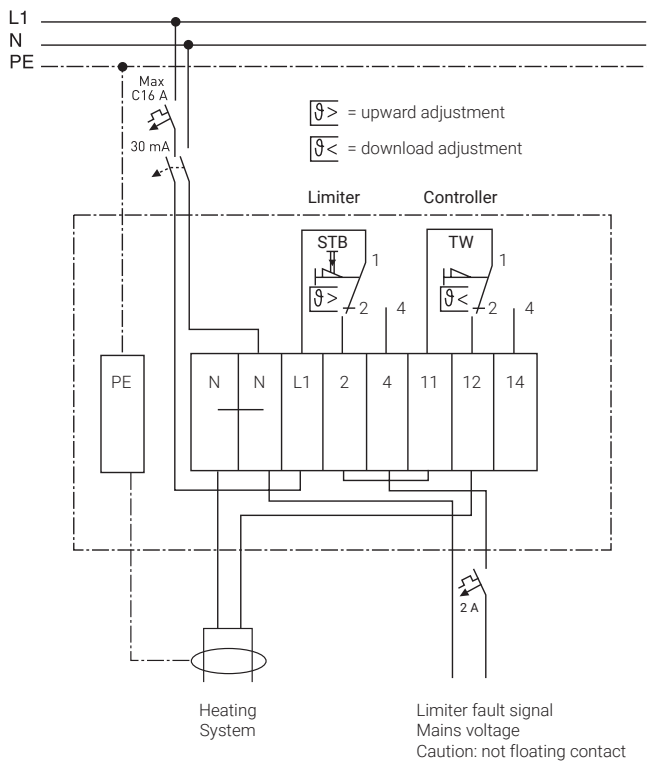 L1
N
PE
Max
C16 A
30 mA
ϑ> = upward adjustment
ϑ< = download adjustment
Limiter
Controller
STB
1
ϑ>
2
4
TW
1
ϑ<
2
4
PE
N
N
L1
2
4
11
12
14
2 A
Heating
System
Limiter fault signal
Mains voltage
Caution: not floating contact